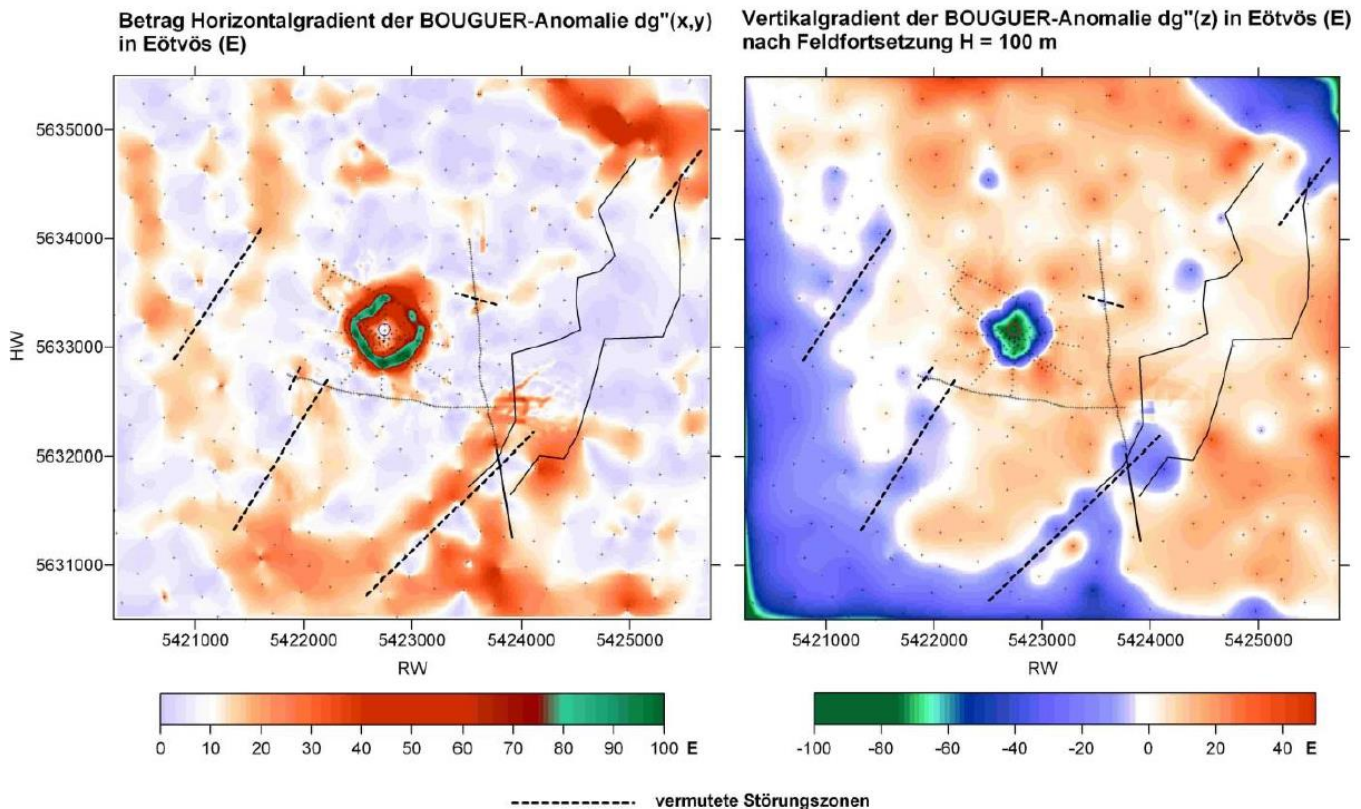 Betrag Horizontalgradient der BOUGUER-Anomalie dg"(x,y)
in Eötvös (E)
Vertikalgradient der BOUGUER-Anomalie dg"(z) in Eötvös (E)
nach Feldfortsetzung H = 100 m
HW
5635000
5634000
5633000
5632000
5631000
5421000 5422000 5423000 5424000 5425000
RW
5421000 5422000 5423000 5424000 5425000
RW
0 10 20 30 40 50 60 70 80 90 100 E
-100 -80 -60 -40 -20 0 20 40 E
vermutete Störungszonen